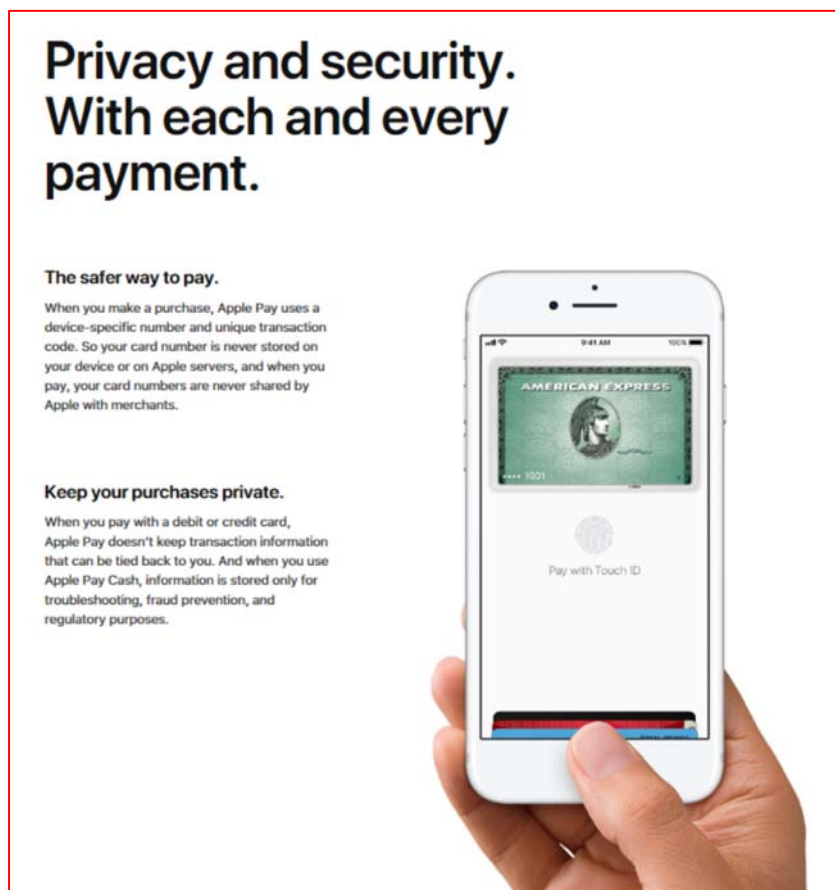 Privacy and security.
With each and every
payment.
The safer way to pay.
When you make a purchase, Apple Pay uses a
device-specific number and unique transaction
code. So your card number is never stored on
your device or on Apple servers, and when you
pay, your card numbers are never shared by
Apple with merchants.
Keep your purchases private.
When you pay with a debit or credit card,
Apple Pay doesn't keep transaction information
that can be tied back to you. And when you use
Apple Pay Cash, information is stored only for
troubleshooting, fraud prevention, and
regulatory purposes.
9:41 AM 100%
AMERICAN EXPRESS
•••• 1001
Pay with Touch ID